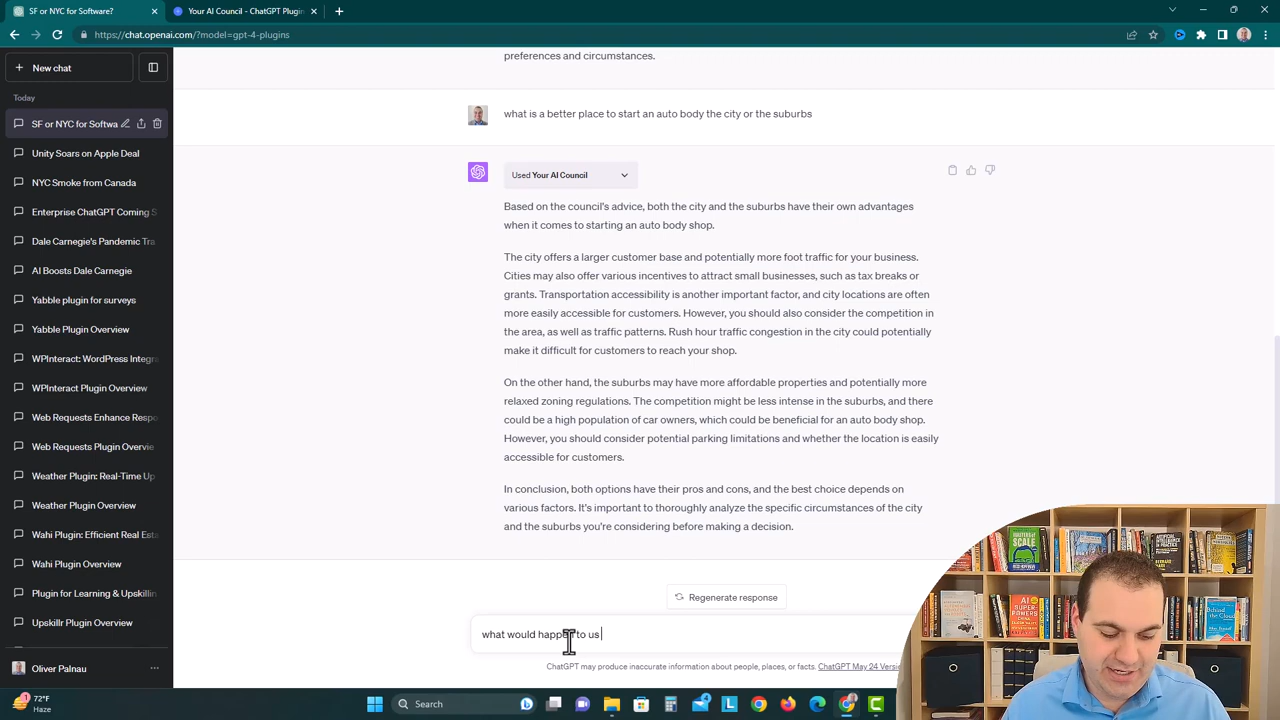 SF or NYC for Software?
Your AI Council - ChatGPT Plugin
https://chat.openai.com/?model=gpt-4-plugins
preferences and circumstances.
New chat
Today
SF or NYC for Softwa
what is a better place to start an auto body the city or the suburbs
Unity Soars on Apple Deal
Used Your AI Council
NYC Smoke from Canada
Based on the council's advice, both the city and the suburbs have their own advantages
when it comes to starting an auto body shop.
Enterprise ChatGPT Coming S
Dale Carnegie's Pandemic Tra
AI Boosts Dale Carnegie
Yabble plugin for surveys
Yabble Plugin Overview
WPInteract: WordPress Integra
WPInteract Plugin Overview
Web Requests Enhance Respo
Web Requests Plugin Overvie
Weather Plugin: Real-Time Up
Weather Plugin Overview
Wahi Plugin: Efficient Real Esta
Wahi Plugin Overview
Plugin for Learning & Upskillin
Skill Plugin Overview
The city offers a larger customer base and potentially more foot traffic for your business.
Cities may also offer various incentives to attract small businesses, such as tax breaks or
grants. Transportation accessibility is another important factor, and city locations are often
more easily accessible for customers. However, you should also consider the competition in
the area, as well as traffic patterns. Rush hour traffic congestion in the city could potentially
make it difficult for customers to reach your shop.
On the other hand, the suburbs may have more affordable properties and potentially more
relaxed zoning regulations. The competition might be less intense in the suburbs, and there
could be a high population of car owners, which could be beneficial for an auto body shop.
However, you should consider potential parking limitations and whether the location is easily
accessible for customers.
In conclusion, both options have their pros and cons, and the best choice depends on
various factors. It's important to thoroughly analyze the specific circumstances of the city
and the suburbs you're considering before making a decision.
Regenerate response
what would happen to us
ChatGPT may produce inaccurate information about people, places, or facts. ChatGPT May 24 Versio
Oliver Palnau
72°F
Haze
Search
SCALE
AI
SUPER-
POWERS